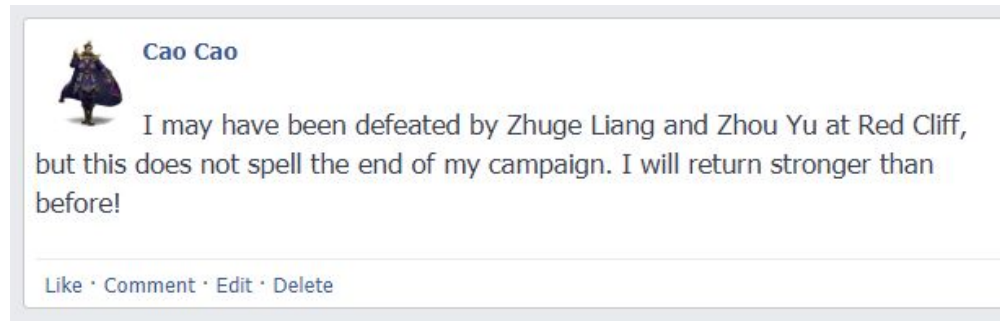 Cao Cao
I may have been defeated by Zhuge Liang and Zhou Yu at Red Cliff,
but this does not spell the end of my campaign. I will return stronger than
before!
Like · Comment · Edit · Delete